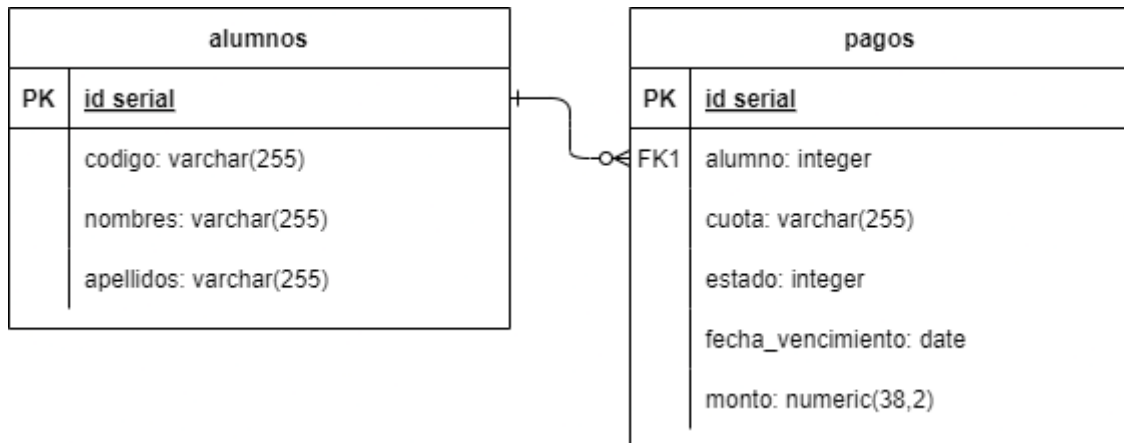 alumnos
PK id serial
codigo: varchar(255)
nombres: varchar(255)
apellidos: varchar(255)
pagos
PK id serial
FK1 alumno: integer
cuota: varchar(255)
estado: integer
fecha_vencimiento: date
monto: numeric(38,2)